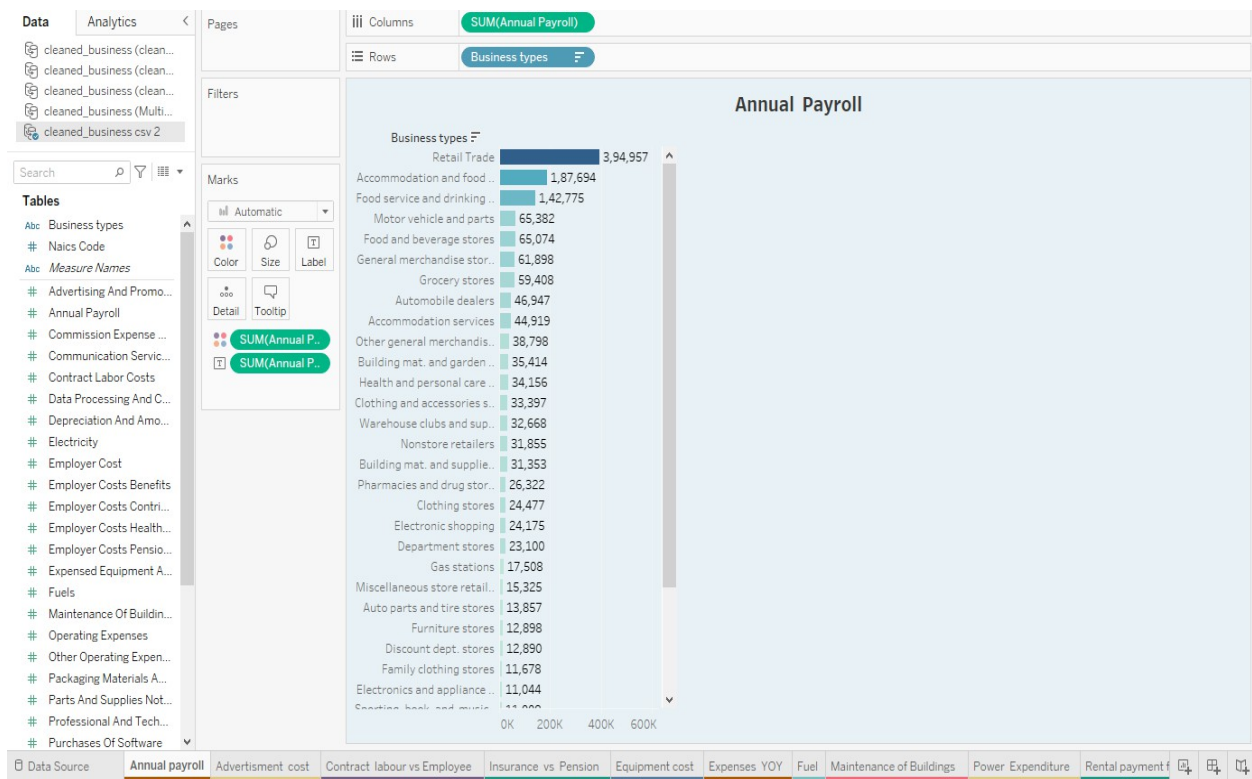 Data Analytics <
cleaned_business (clean...
cleaned_business (clean...
cleaned_business (clean...
cleaned_business (Multi...
cleaned_business csv 2
Search
Tables
Abc Business types
# Naics Code
Abc Measure Names
# Advertising And Promo...
# Annual Payroll
# Commission Expense ...
# Communication Servic...
# Contract Labor Costs
# Data Processing And C...
# Depreciation And Amo...
# Electricity
# Employer Cost
# Employer Costs Benefits
# Employer Costs Contri...
# Employer Costs Health...
# Employer Costs Pensio...
# Expensed Equipment A...
# Fuels
# Maintenance Of Buildin...
# Operating Expenses
# Other Operating Expen...
# Packaging Materials A...
# Parts And Supplies Not...
# Professional And Tech...
# Purchases Of Software
Pages
Filters
Marks
Automatic
Color Size Label
Detail Tooltip
SUM(Annual P..
SUM(Annual P..
Columns SUM(Annual Payroll)
Rows Business types
Annual Payroll
Business types
Retail Trade 3,94,957
Accommodation and food .. 1,87,694
Food service and drinking .. 1,42,775
Motor vehicle and parts 65,382
Food and beverage stores 65,074
General merchandise stor.. 61,898
Grocery stores 59,408
Automobile dealers 46,947
Accommodation services 44,919
Other general merchandis.. 38,798
Building mat. and garden .. 35,414
Health and personal care .. 34,156
Clothing and accessories s.. 33,397
Warehouse clubs and sup.. 32,668
Nonstore retailers 31,855
Building mat. and supplie.. 31,353
Pharmacies and drug stor.. 26,322
Clothing stores 24,477
Electronic shopping 24,175
Department stores 23,100
Gas stations 17,508
Miscellaneous store retail.. 15,325
Auto parts and tire stores 13,857
Furniture stores 12,898
Discount dept. stores 12,890
Family clothing stores 11,678
Electronics and appliance .. 11,044
0K 200K 400K 600K
Data Source Annual payroll Advertisment cost Contract labour vs Employee Insurance vs Pension Equipment cost Expenses YOY Fuel Maintenance of Buildings Power Expenditure Rental payment f